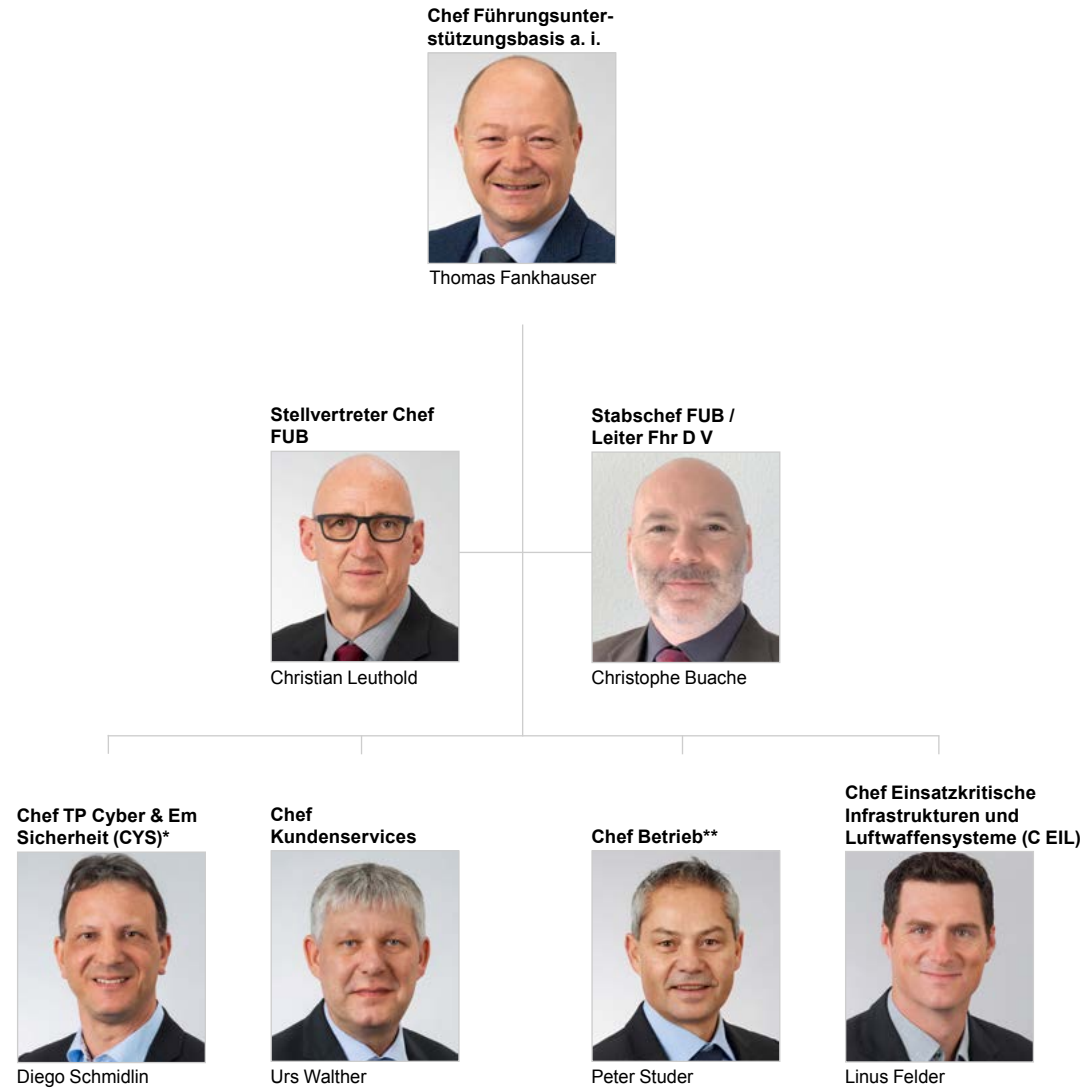 Chef Führungsunter-
stützungsbasis a. i.
Thomas Fankhauser
Stellvertreter Chef
FUB
Christian Leuthold
Stabschef FUB /
Leiter Fhr D V
Christophe Buache
Chef TP Cyber & Em
Sicherheit (CYS)*
Diego Schmidlin
Chef
Kundenservices
Urs Walther
Chef Betrieb**
Peter Studer
Chef Einsatzkritische
Infrastrukturen und
Luftwaffensysteme (C EIL)
Linus Felder